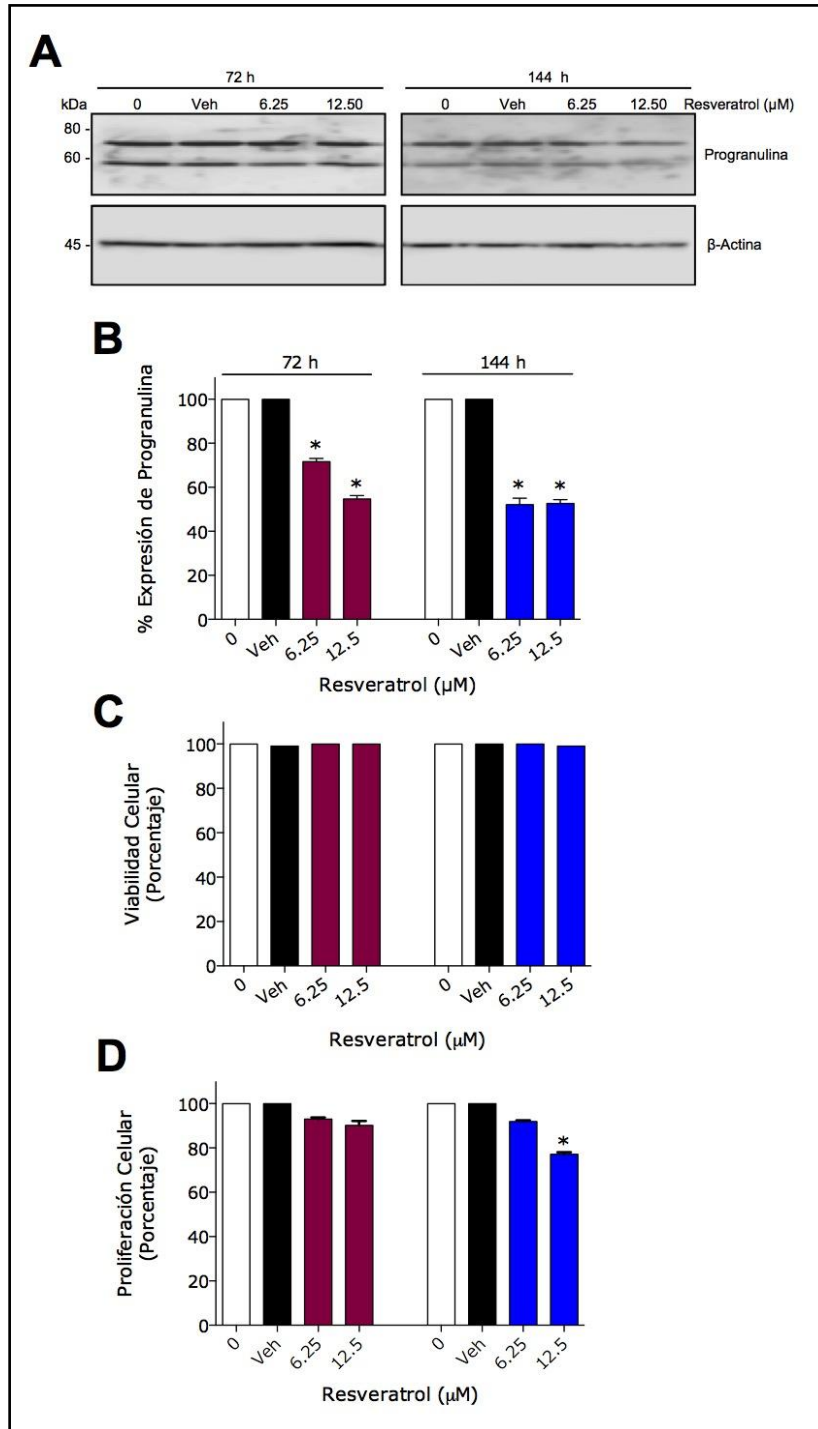 A
72 h 144 h
kDa 0 Veh 6.25 12.50 0 Veh 6.25 12.50 Resveratrol (µM)
80 -
60 -
Progranulina
45 -
β-Actina
B
72 h 144 h
% Expresión de Progranulina
100
80
60
40
20
0
* * * *
0 Veh 6.25 12.5 0 Veh 6.25 12.5
Resveratrol (µM)
C
Viabilidad Celular
(Porcentaje)
100
80
60
40
20
0
0 Veh 6.25 12.5 0 Veh 6.25 12.5
Resveratrol (µM)
D
Proliferación Celular
(Porcentaje)
100
80
60
40
20
0
*
0 Veh 6.25 12.5 0 Veh 6.25 12.5
Resveratrol (µM)